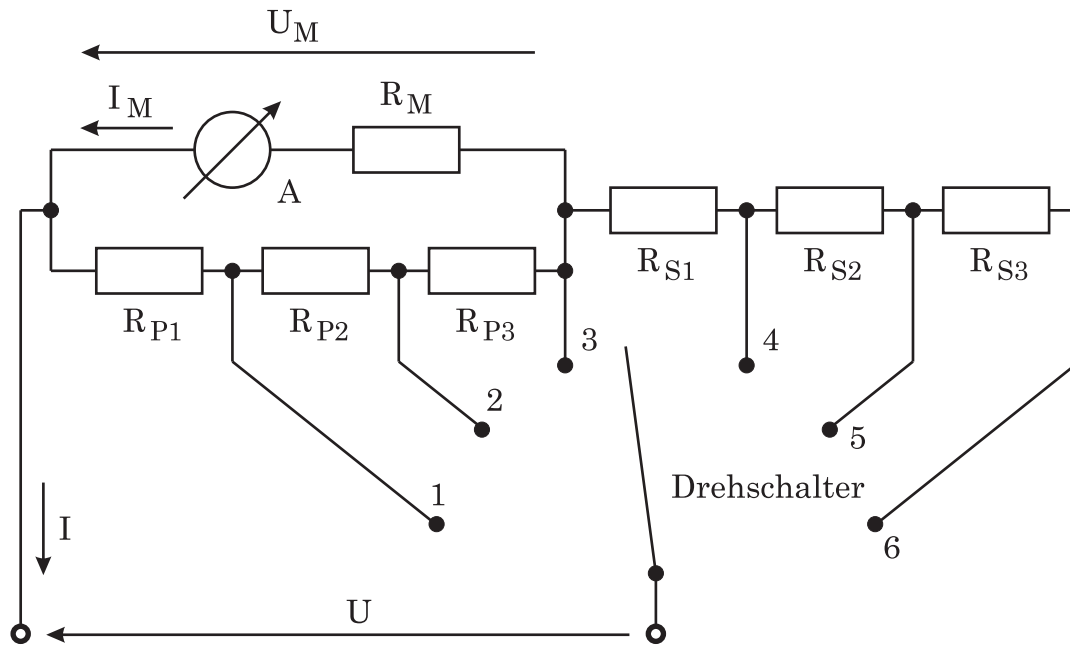 U_M
I_M
R_M
A
R_S1 R_S2 R_S3
R_P1 R_P2 R_P3
3
4
2
5
1
Drehschalter
6
I
U